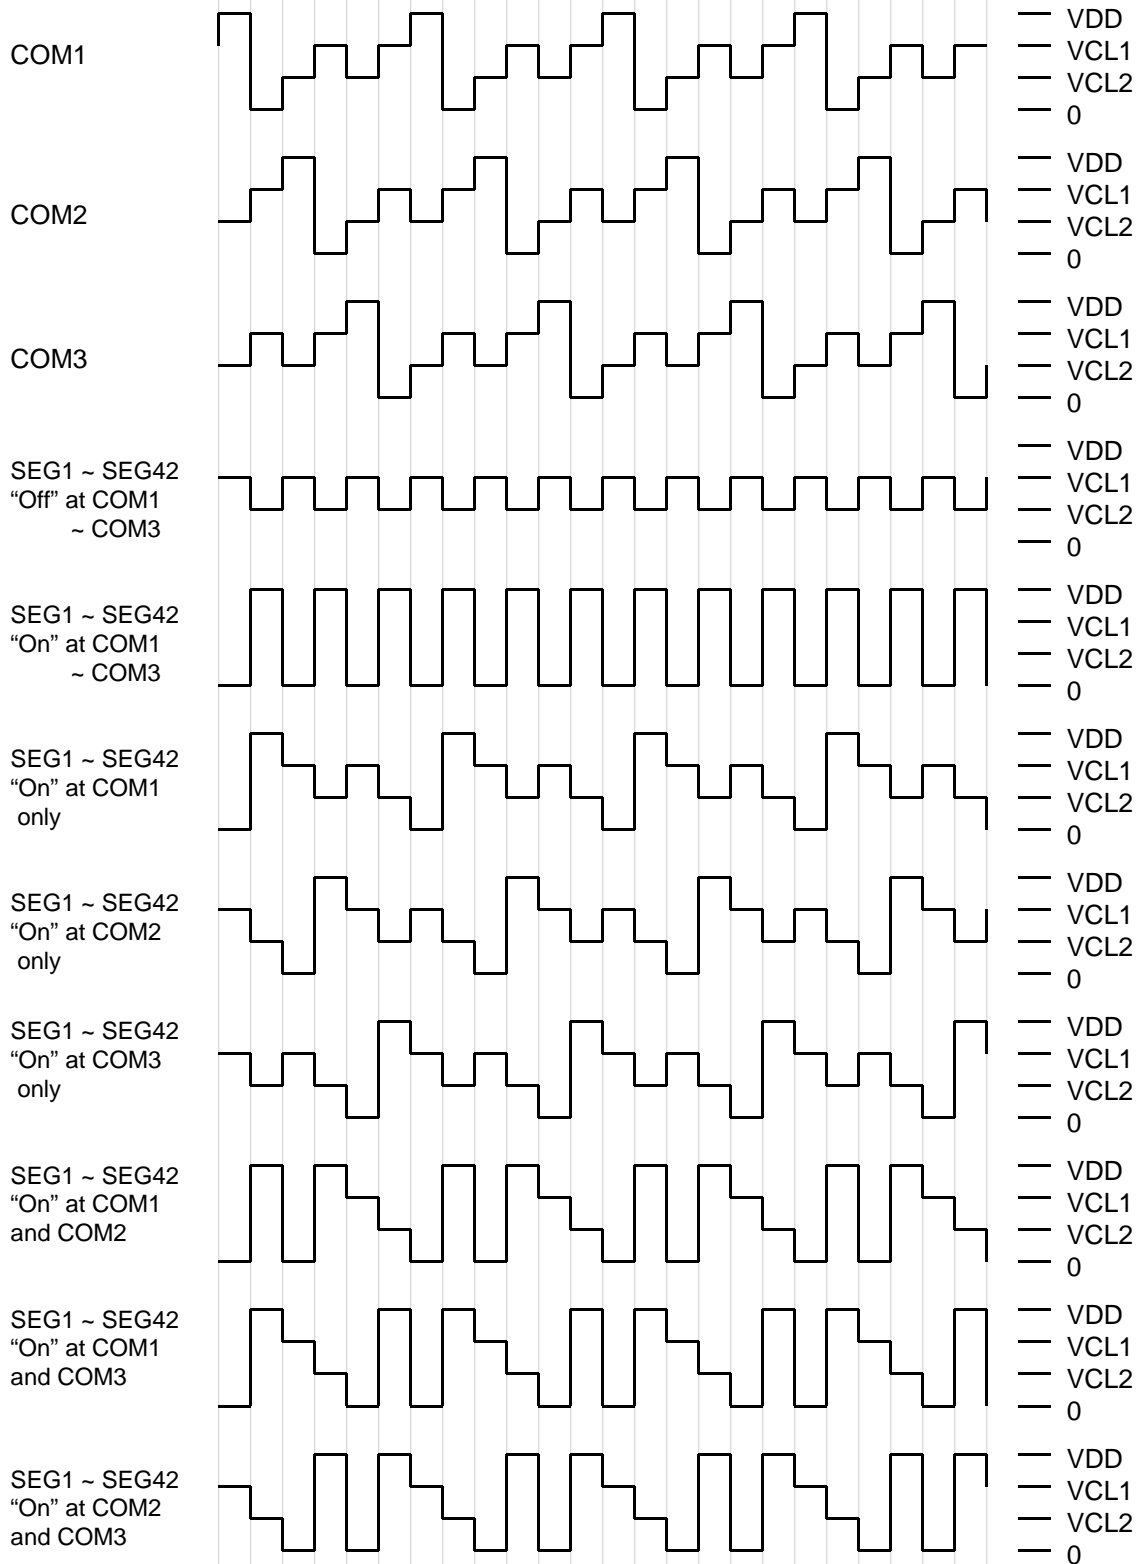 COM1
VDD
VCL1
VCL2
0
COM2
VDD
VCL1
VCL2
0
COM3
VDD
VCL1
VCL2
0
SEG1 ~ SEG42
“Off” at COM1
~ COM3
VDD
VCL1
VCL2
0
SEG1 ~ SEG42
“On” at COM1
~ COM3
VDD
VCL1
VCL2
0
SEG1 ~ SEG42
“On” at COM1
only
VDD
VCL1
VCL2
0
SEG1 ~ SEG42
“On” at COM2
only
VDD
VCL1
VCL2
0
SEG1 ~ SEG42
“On” at COM3
only
VDD
VCL1
VCL2
0
SEG1 ~ SEG42
“On” at COM1
and COM2
VDD
VCL1
VCL2
0
SEG1 ~ SEG42
“On” at COM1
and COM3
VDD
VCL1
VCL2
0
SEG1 ~ SEG42
“On” at COM2
and COM3
VDD
VCL1
VCL2
0